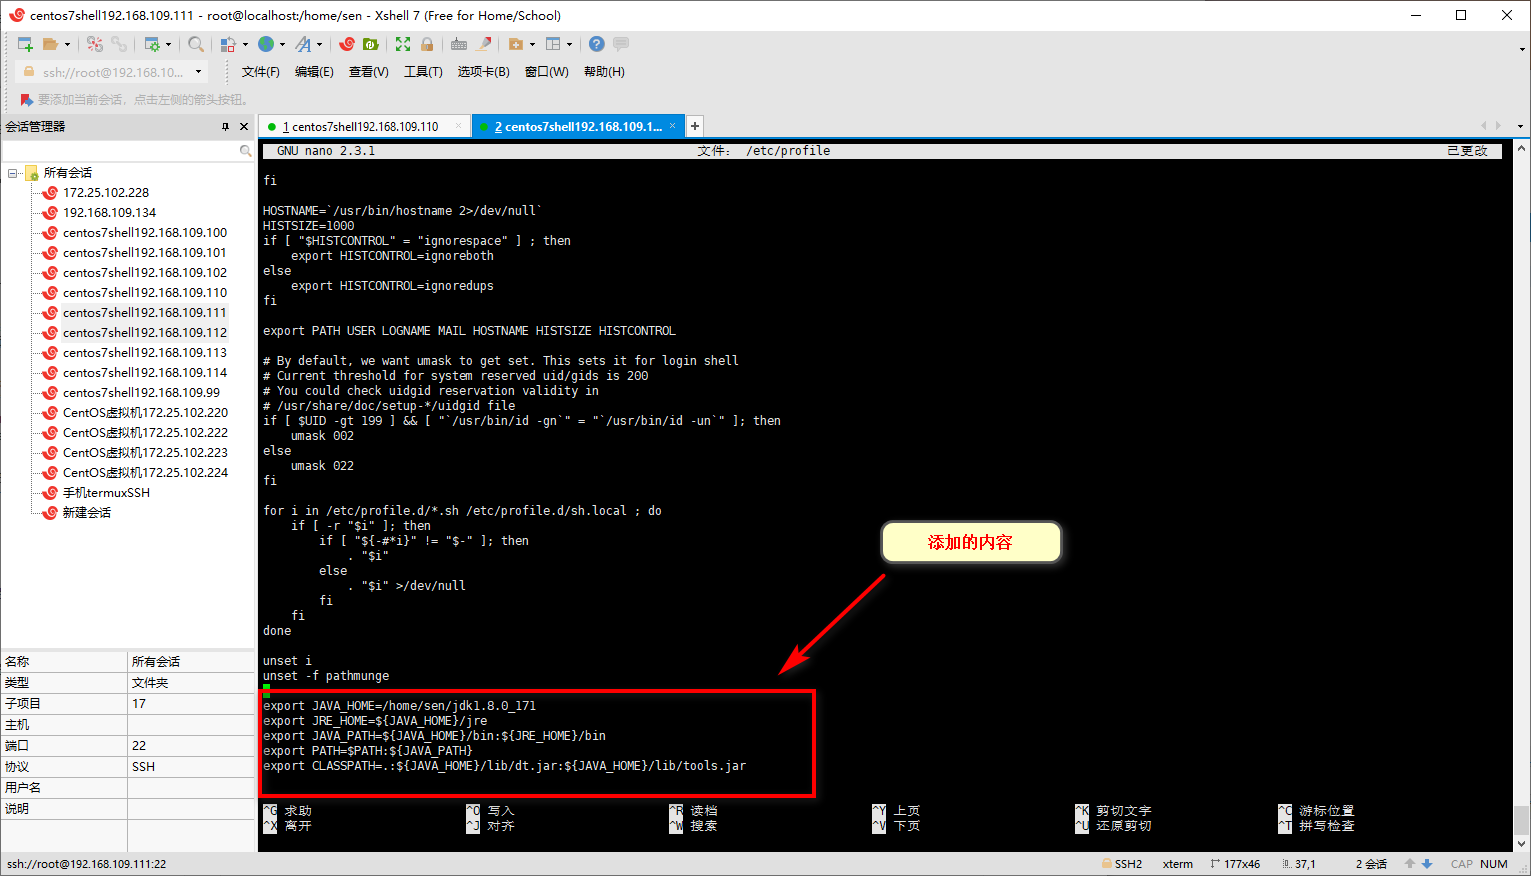 centos7shell192.168.109.111 - root@localhost:/home/sen - Xshell 7 (Free for Home/School)
ssh://root@192.168.10...
文件(F) 编辑(E) 查看(V) 工具(T) 选项卡(B) 窗口(W) 帮助(H)
要添加当前会话，点击左侧的箭头按钮。
会话管理器
1 centos7shell192.168.109.110
2 centos7shell192.168.109.1...
所有会话
172.25.102.228
192.168.109.134
centos7shell192.168.109.100
centos7shell192.168.109.101
centos7shell192.168.109.102
centos7shell192.168.109.110
centos7shell192.168.109.111
centos7shell192.168.109.112
centos7shell192.168.109.113
centos7shell192.168.109.114
centos7shell192.168.109.99
CentOS虚拟机172.25.102.220
CentOS虚拟机172.25.102.222
CentOS虚拟机172.25.102.223
CentOS虚拟机172.25.102.224
手机termuxSSH
新建会话
名称 所有会话
类型 文件夹
子项目 17
主机
端口 22
协议 SSH
用户名
说明
GNU nano 2.3.1 文件： /etc/profile 已更改
fi
HOSTNAME=`/usr/bin/hostname 2>/dev/null`
HISTSIZE=1000
if [ "$HISTCONTROL" = "ignorespace" ] ; then
    export HISTCONTROL=ignoreboth
else
    export HISTCONTROL=ignoredups
fi
export PATH USER LOGNAME MAIL HOSTNAME HISTSIZE HISTCONTROL
# By default, we want umask to get set. This sets it for login shell
# Current threshold for system reserved uid/gids is 200
# You could check uidgid reservation validity in
# /usr/share/doc/setup-*/uidgid file
if [ $UID -gt 199 ] && [ "`/usr/bin/id -gn`" = "`/usr/bin/id -un`" ]; then
    umask 002
else
    umask 022
fi
for i in /etc/profile.d/*.sh /etc/profile.d/sh.local ; do
    if [ -r "$i" ]; then
        if [ "${-#*i}" != "$-" ]; then
            . "$i"
        else
            . "$i" >/dev/null
        fi
    fi
done
unset i
unset -f pathmunge
export JAVA_HOME=/home/sen/jdk1.8.0_171
export JRE_HOME=${JAVA_HOME}/jre
export JAVA_PATH=${JAVA_HOME}/bin:${JRE_HOME}/bin
export PATH=$PATH:${JAVA_PATH}
export CLASSPATH=.:${JAVA_HOME}/lib/dt.jar:${JAVA_HOME}/lib/tools.jar
添加的内容
^G 求助 ^O 写入 ^R 读档 ^Y 上页 ^K 剪切文字 ^C 游标位置
^X 离开 ^J 对齐 ^W 搜索 ^V 下页 ^U 还原剪切 ^T 拼写检查
ssh://root@192.168.109.111:22 SSH2 xterm 177x46 37,1 2 会话 CAP NUM